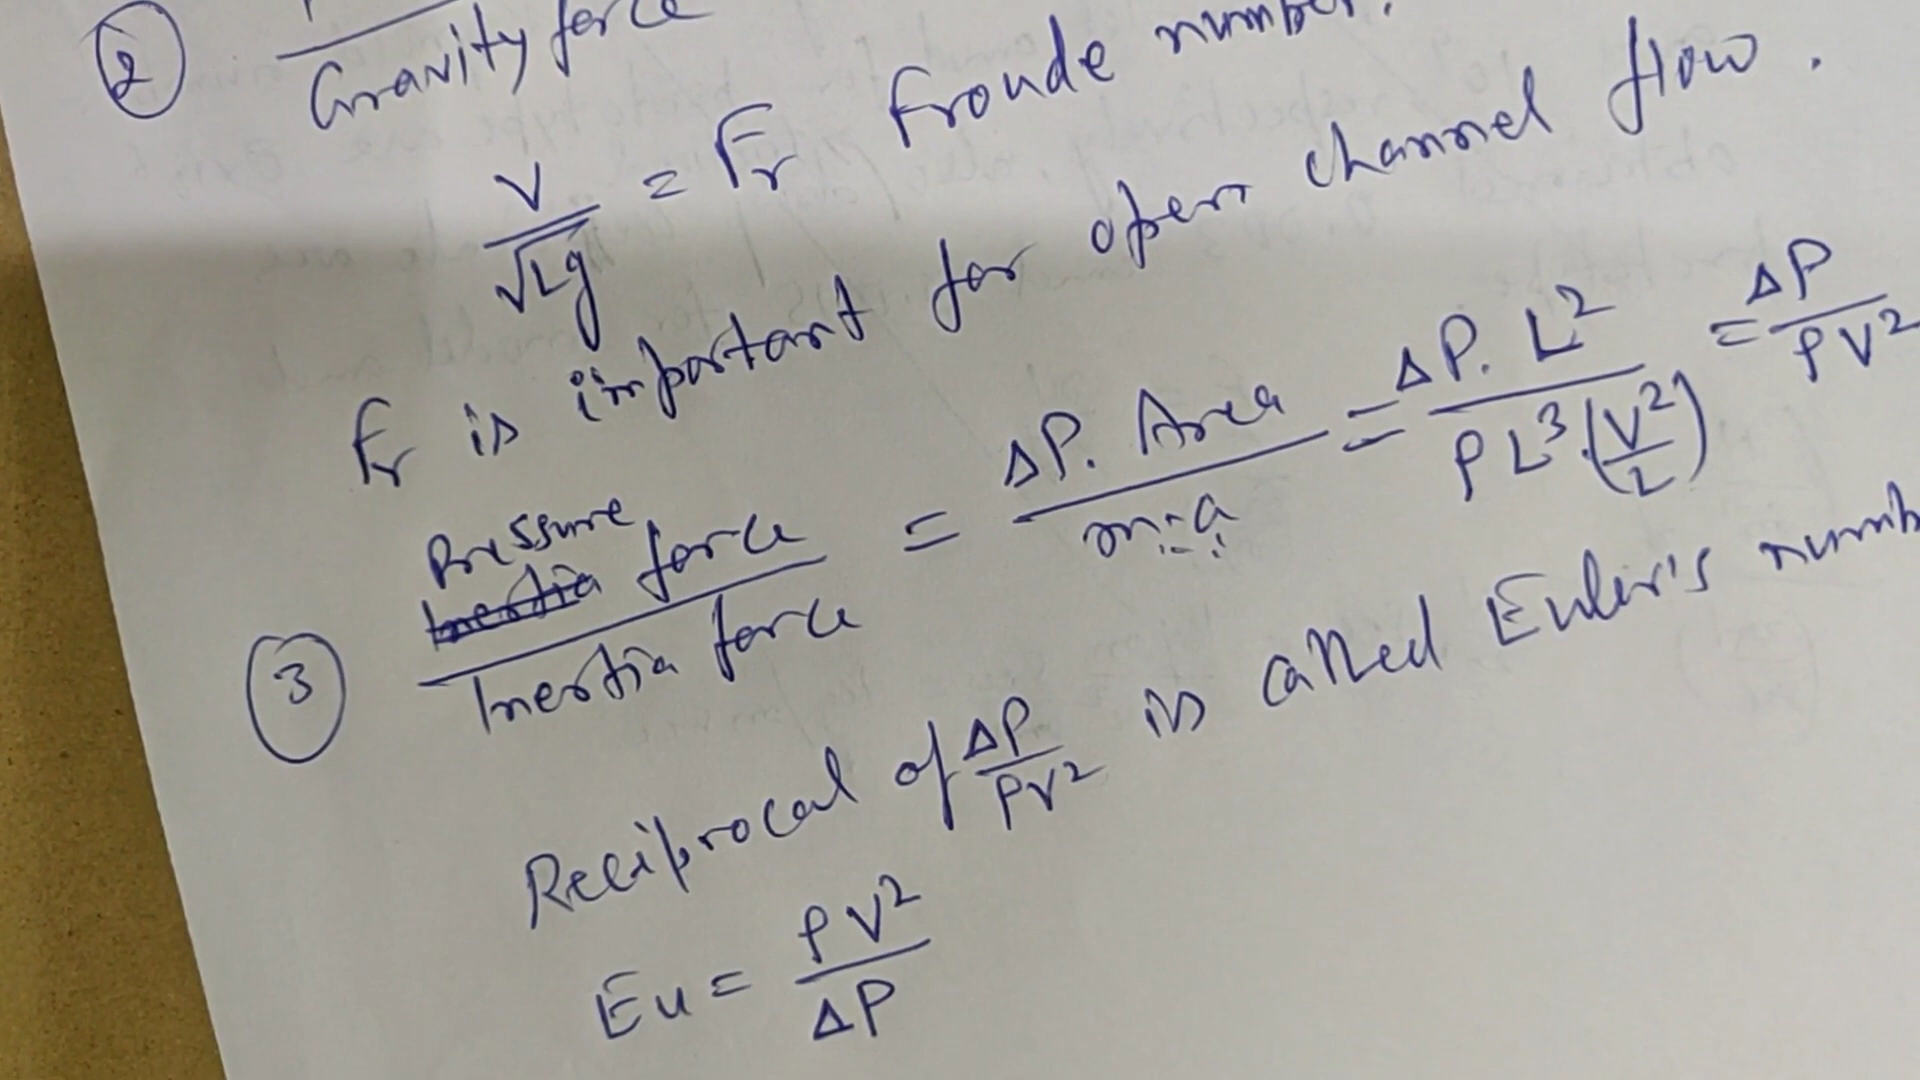 ②
Gravity force
V/√Lg = Fr Froude number.
Fr is important for open channel flow.
③ Pressure force / Inertia force = ΔP. Area / m.a = ΔP. L² / ρL³.(V²/L) = ΔP / ρV²
Reciprocal of ΔP/ρV² is called Euler's numb
Eu = ρV² / ΔP